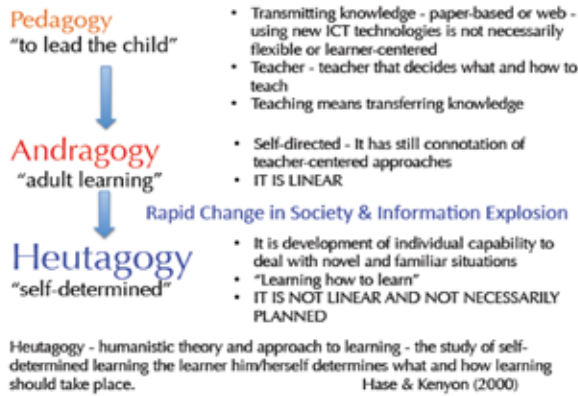 Pedagogy
"to lead the child"
• Transmitting knowledge - paper-based or web -
using new ICT technologies is not necessarily
flexible or learner-centered
• Teacher - teacher that decides what and how to
teach
• Teaching means transferring knowledge
Andragogy
"adult learning"
• Self-directed - It has still connotation of
teacher-centered approaches
• IT IS LINEAR
Rapid Change in Society & Information Explosion
Heutagogy
"self-determined"
• It is development of individual capability to
deal with novel and familiar situations
• "Learning how to learn"
• IT IS NOT LINEAR AND NOT NECESSARILY
PLANNED
Heutagogy - humanistic theory and approach to learning - the study of self-
determined learning the learner him/herself determines what and how learning
should take place. Hase & Kenyon (2000)